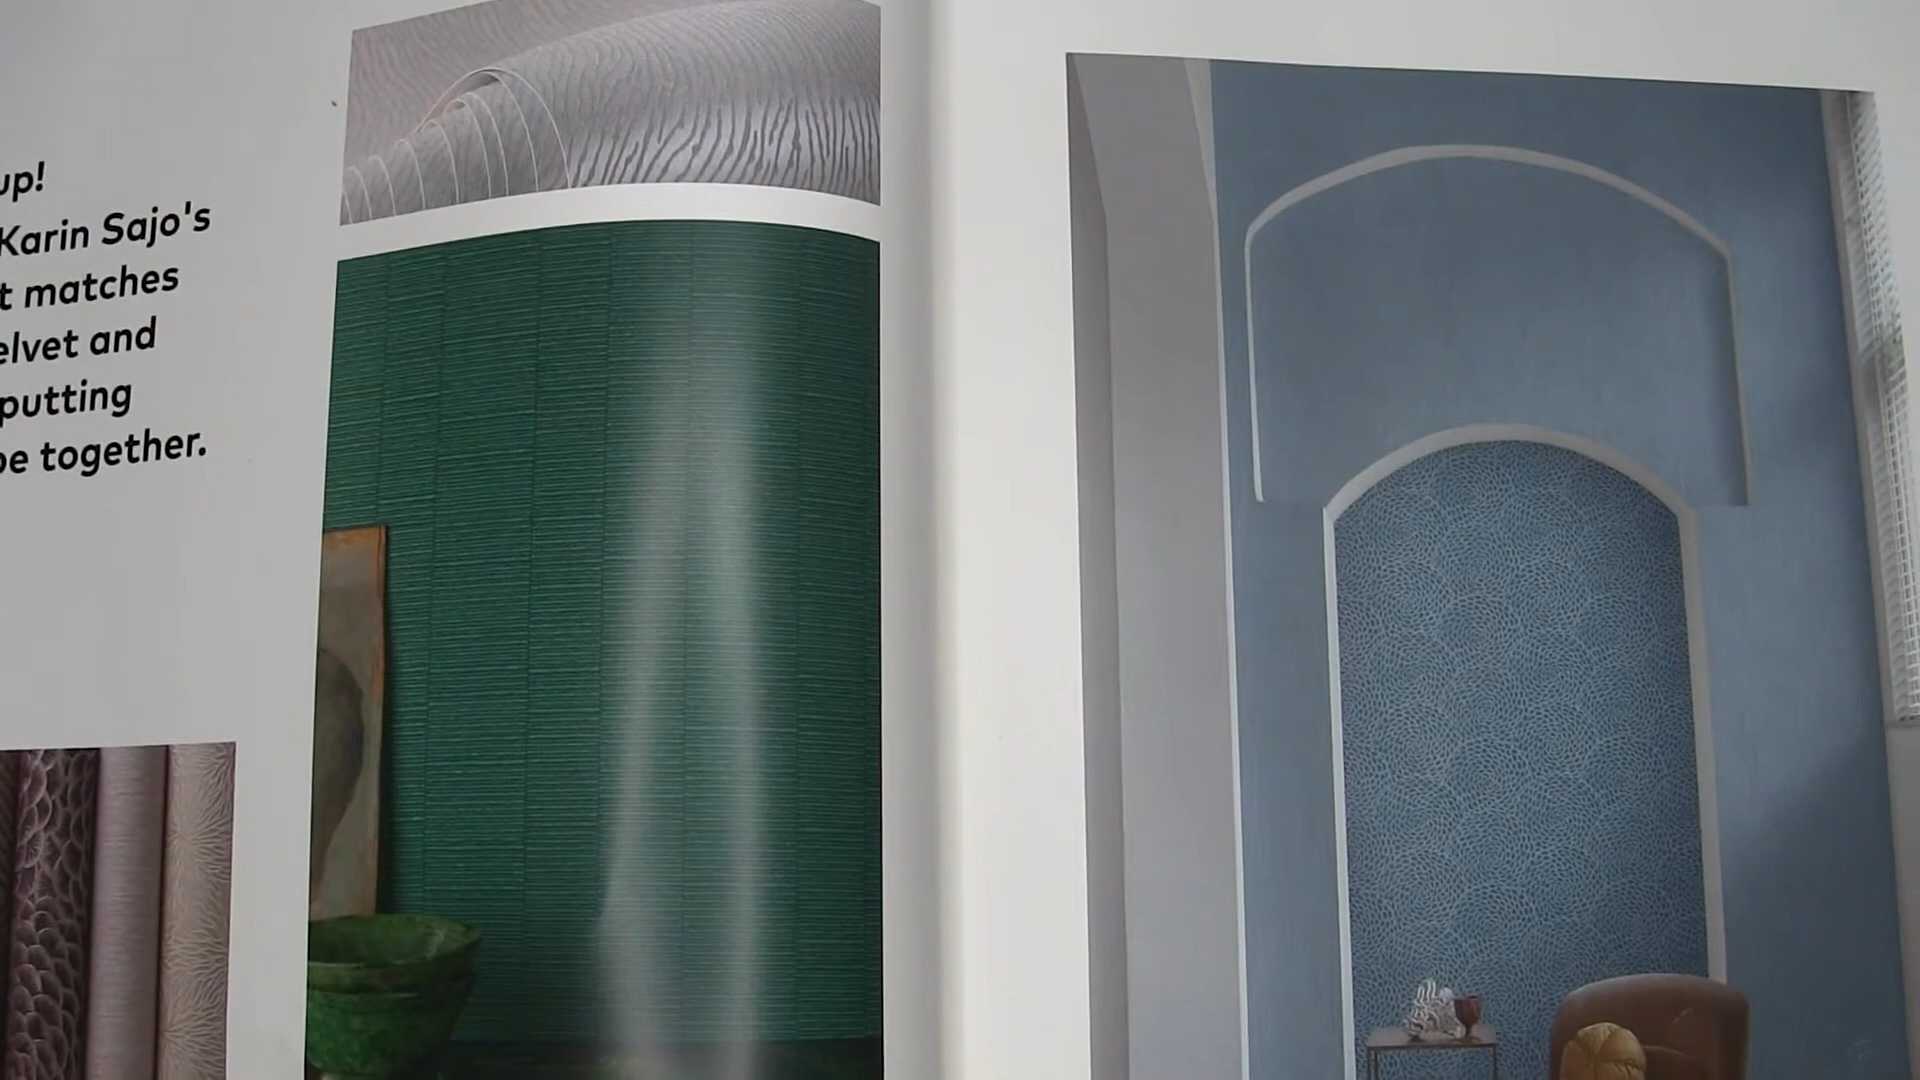 up!
Karin Sajo's
t matches
elvet and
putting
be together.